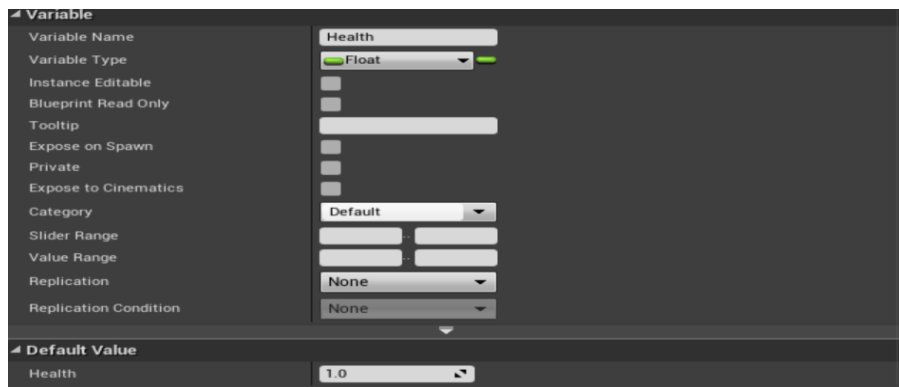 Variable
Variable Name Health
Variable Type Float
Instance Editable
Blueprint Read Only
Tooltip
Expose on Spawn
Private
Expose to Cinematics
Category Default
Slider Range ..
Value Range ..
Replication None
Replication Condition None
Default Value
Health 1.0